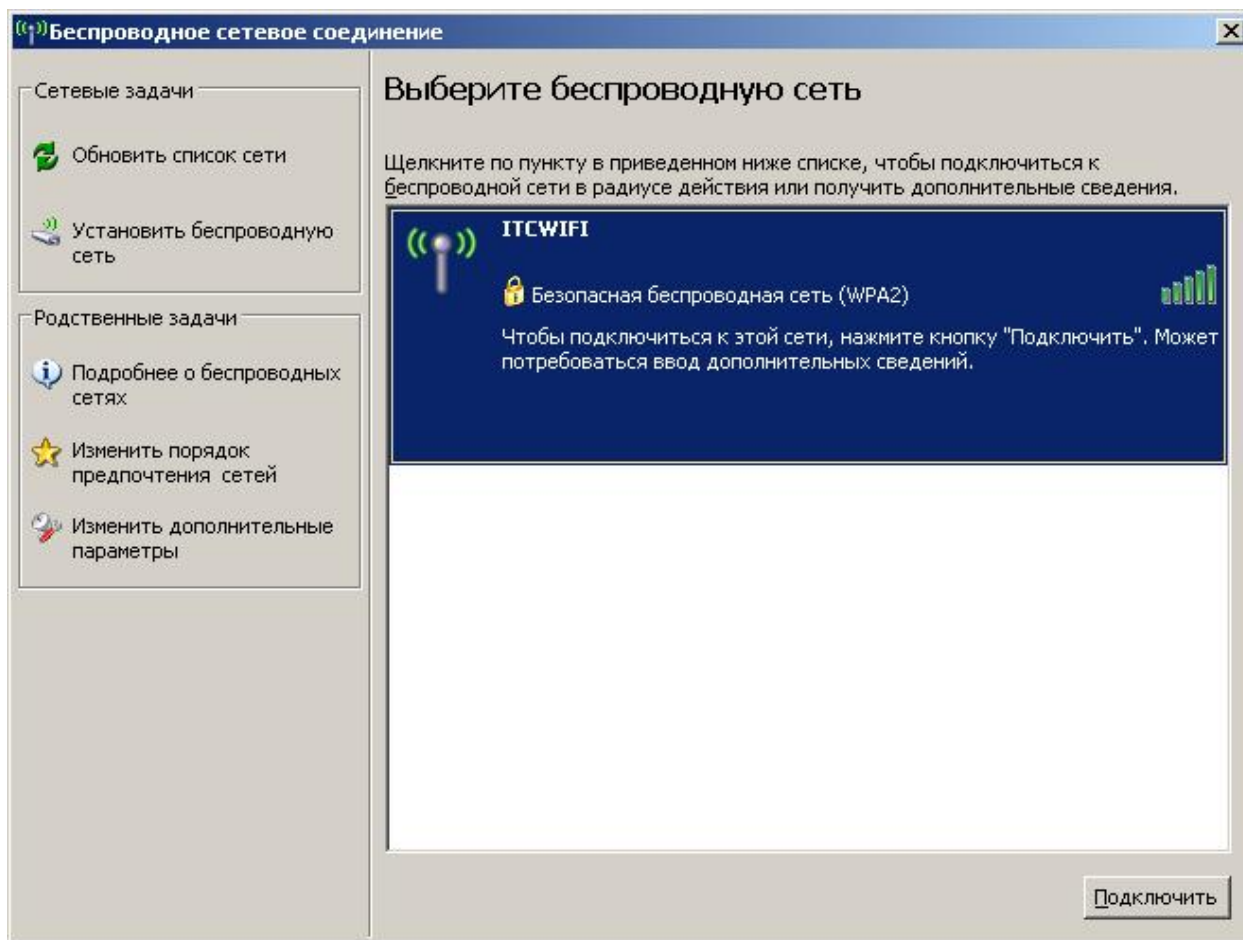 Беспроводное сетевое соединение
Сетевые задачи
Обновить список сети
Установить беспроводную
сеть
Родственные задачи
Подробнее о беспроводных
сетях
Изменить порядок
предпочтения сетей
Изменить дополнительные
параметры
Выберите беспроводную сеть
Щелкните по пункту в приведенном ниже списке, чтобы подключиться к
беспроводной сети в радиусе действия или получить дополнительные сведения.
ITCWIFI
Безопасная беспроводная сеть (WPA2)
Чтобы подключиться к этой сети, нажмите кнопку "Подключить". Может
потребоваться ввод дополнительных сведений.
Подключить